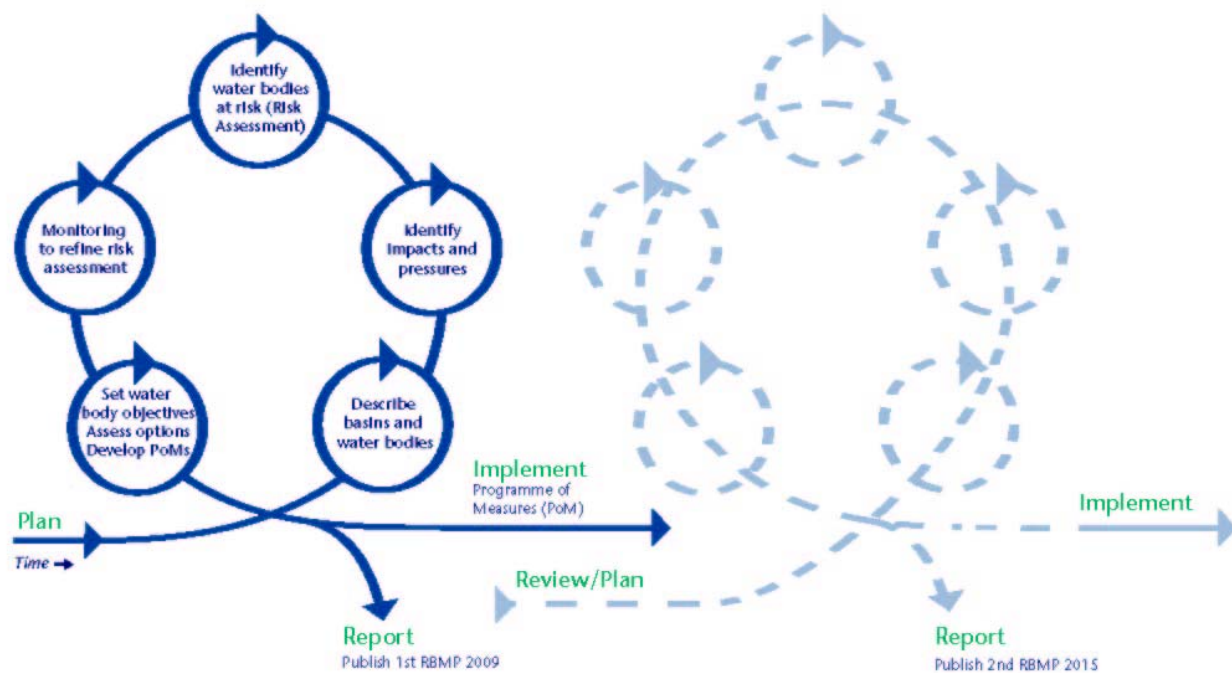 Identify
water bodies
at risk (Risk
Assessment)
Monitoring
to refine risk
assessment
Identify
impacts and
pressures
Set water
body objectives
Assess options
Develop PoMs
Describe
basins and
water bodies
Plan
Time →
Implement
Programme of
Measures (PoM)
Report
Publish 1st RBMP 2009
Review/Plan
Implement
Report
Publish 2nd RBMP 2015